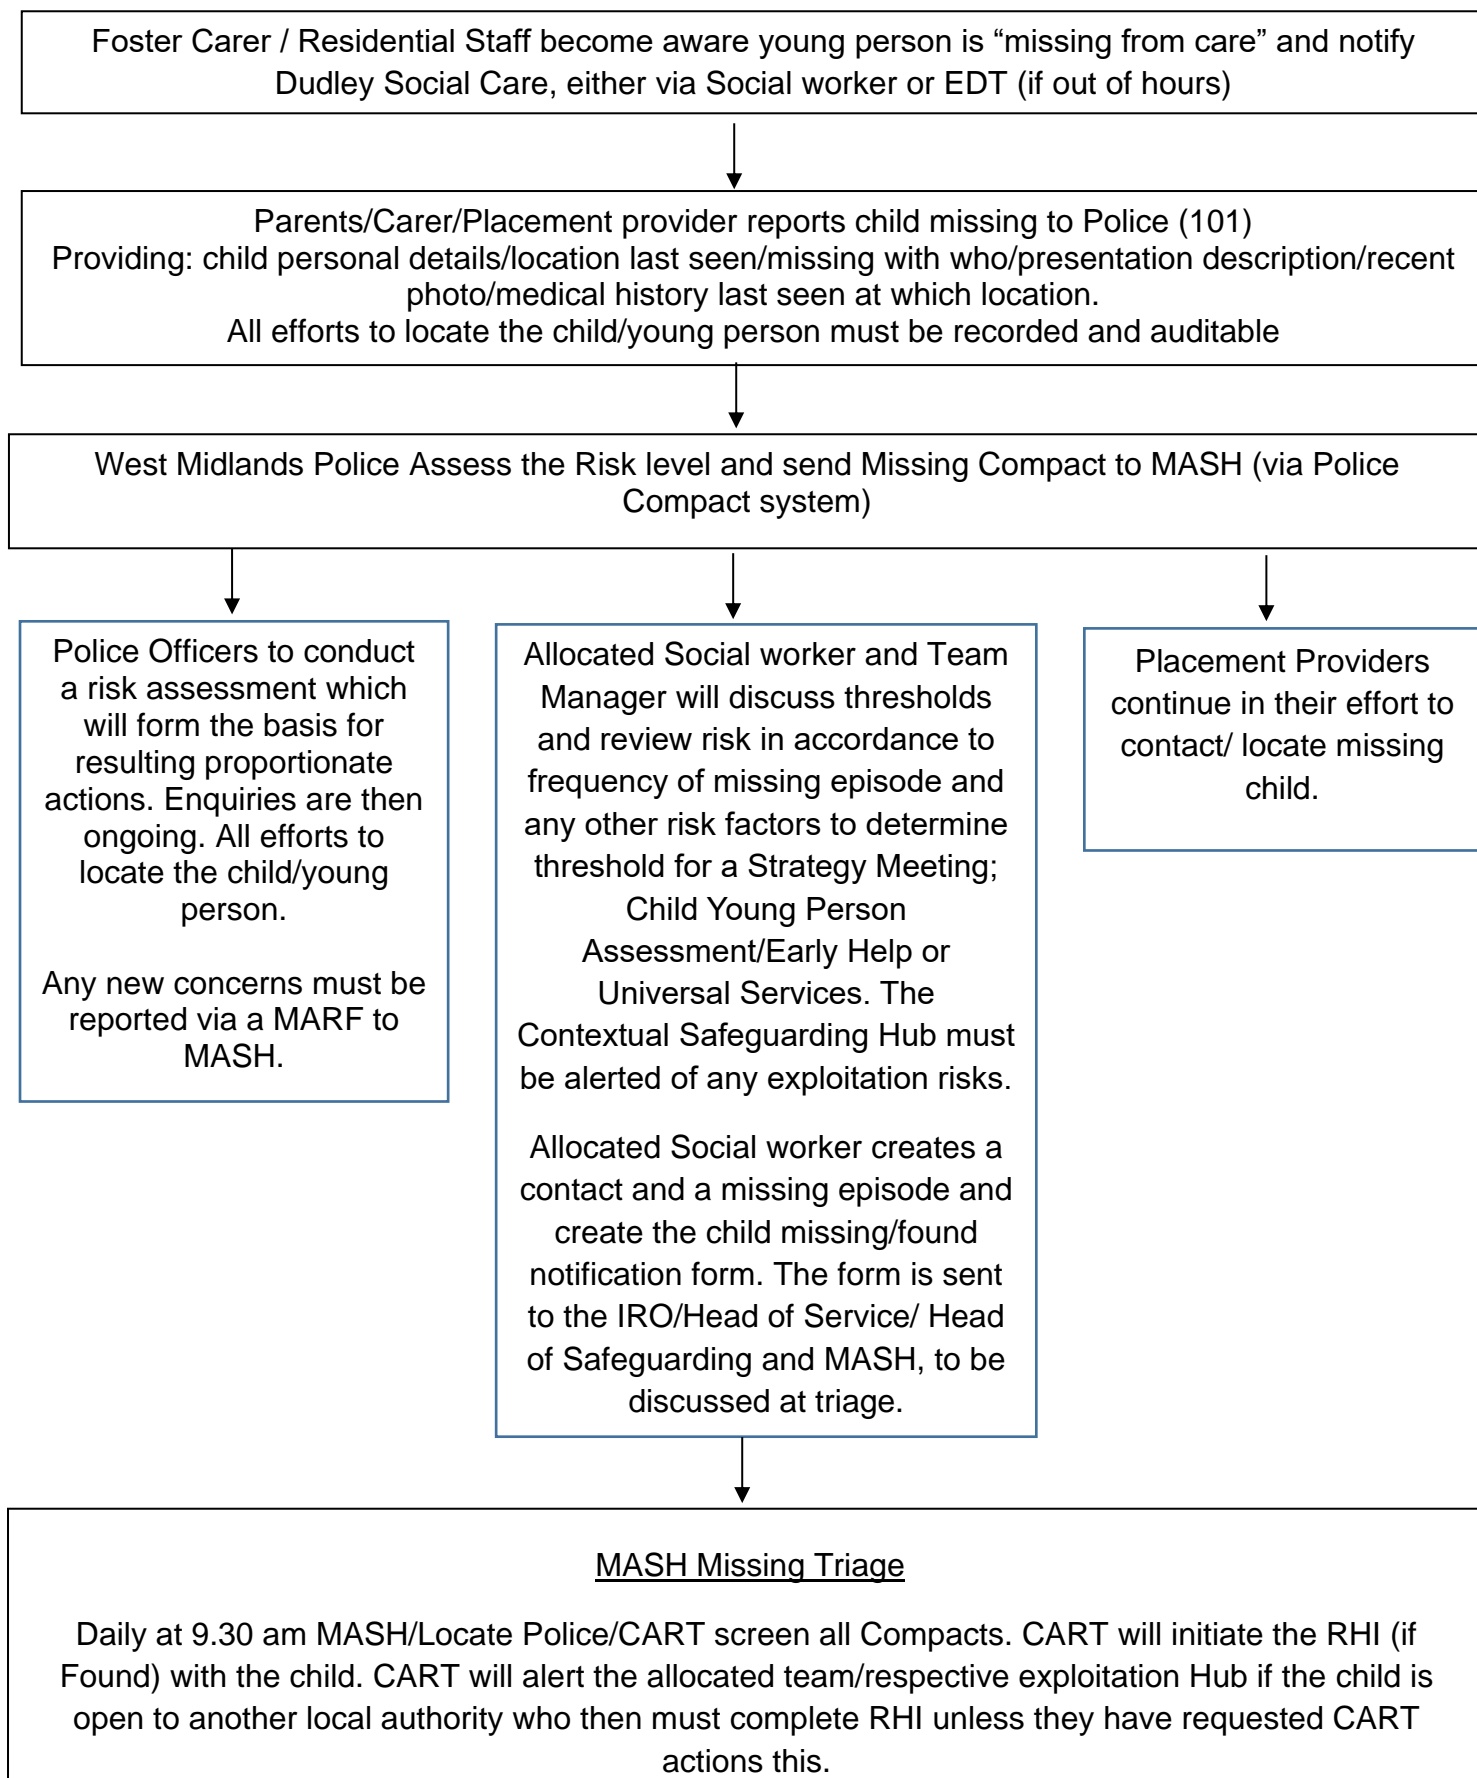 Foster Carer / Residential Staff become aware young person is “missing from care” and notify
Dudley Social Care, either via Social worker or EDT (if out of hours)
Parents/Carer/Placement provider reports child missing to Police (101)
Providing: child personal details/location last seen/missing with who/presentation description/recent
photo/medical history last seen at which location.
All efforts to locate the child/young person must be recorded and auditable
West Midlands Police Assess the Risk level and send Missing Compact to MASH (via Police
Compact system)
Police Officers to conduct
a risk assessment which
will form the basis for
resulting proportionate
actions. Enquiries are then
ongoing. All efforts to
locate the child/young
person.
Any new concerns must be
reported via a MARF to
MASH.
Allocated Social worker and Team
Manager will discuss thresholds
and review risk in accordance to
frequency of missing episode and
any other risk factors to determine
threshold for a Strategy Meeting;
Child Young Person
Assessment/Early Help or
Universal Services. The
Contextual Safeguarding Hub must
be alerted of any exploitation risks.
Allocated Social worker creates a
contact and a missing episode and
create the child missing/found
notification form. The form is sent
to the IRO/Head of Service/ Head
of Safeguarding and MASH, to be
discussed at triage.
Placement Providers
continue in their effort to
contact/ locate missing
child.
MASH Missing Triage
Daily at 9.30 am MASH/Locate Police/CART screen all Compacts. CART will initiate the RHI (if
Found) with the child. CART will alert the allocated team/respective exploitation Hub if the child is
open to another local authority who then must complete RHI unless they have requested CART
actions this.